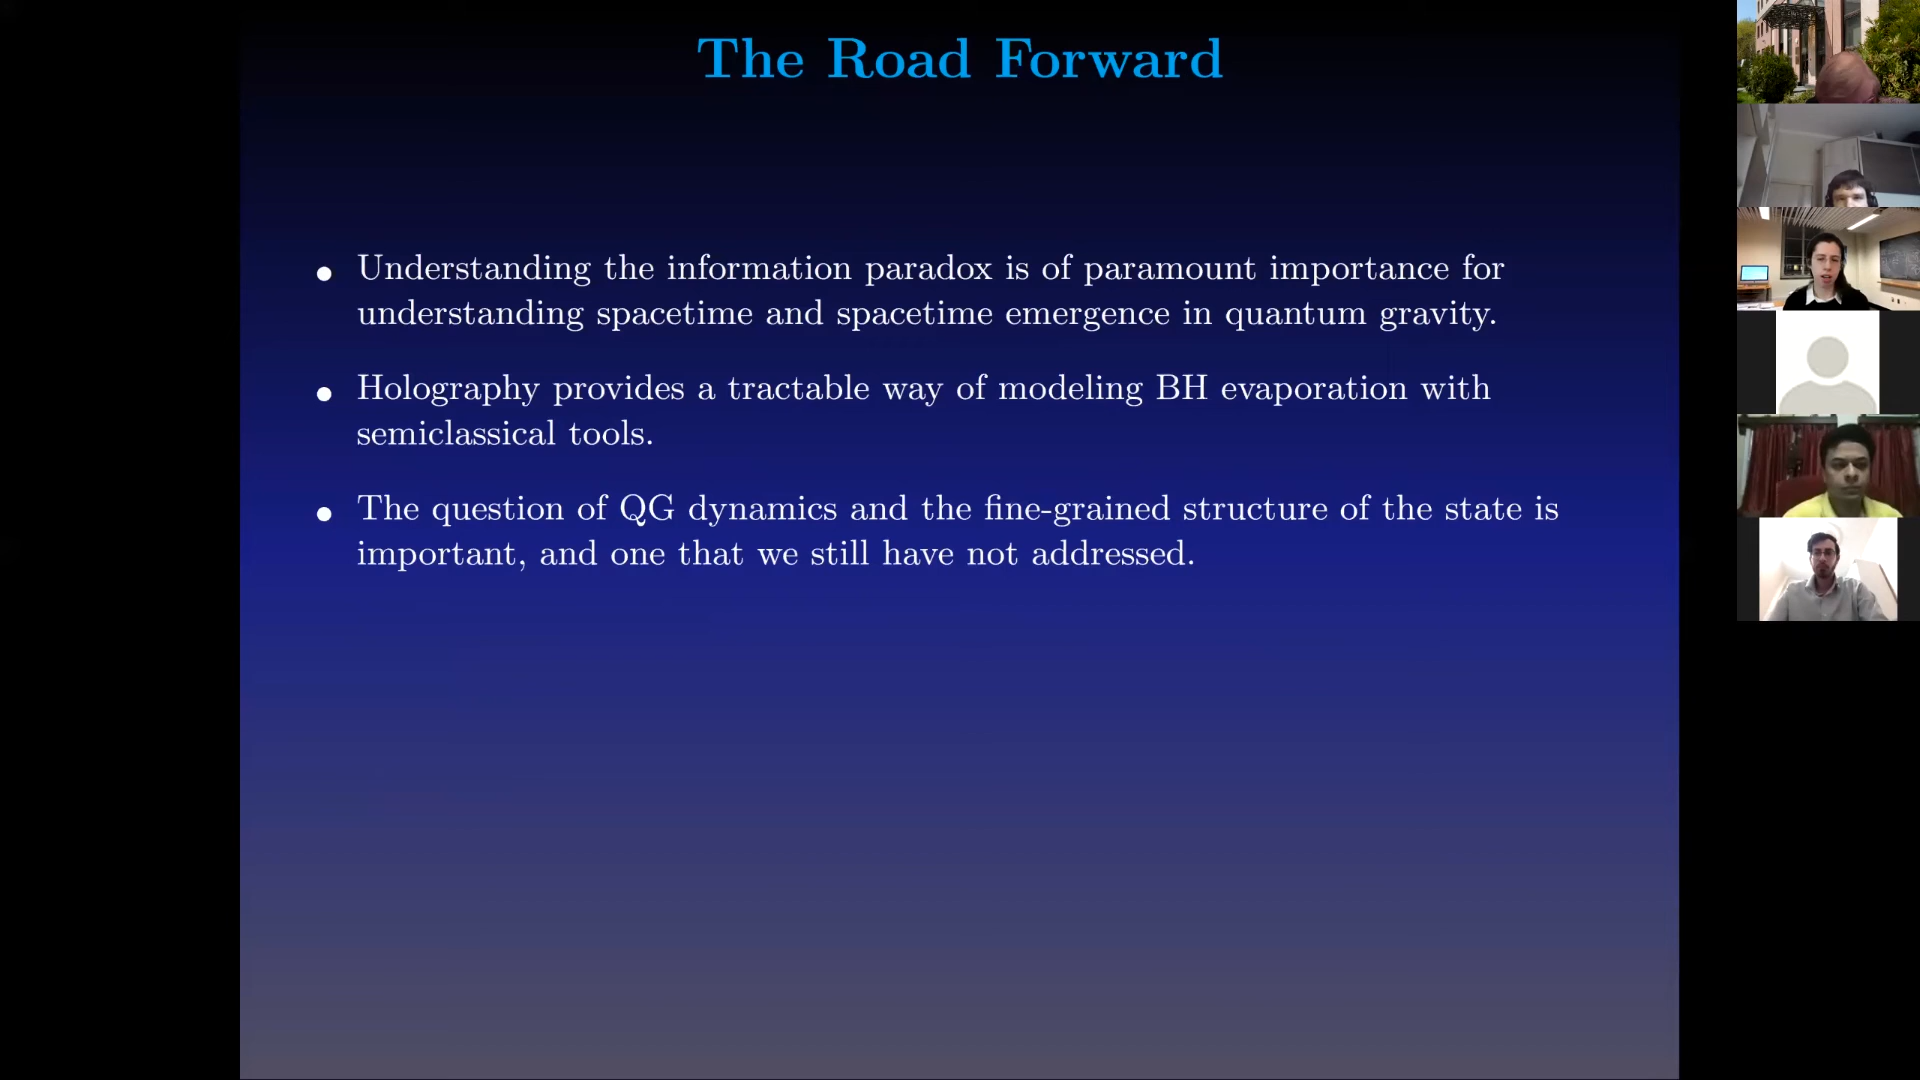 The Road Forward
• Understanding the information paradox is of paramount importance for
understanding spacetime and spacetime emergence in quantum gravity.
• Holography provides a tractable way of modeling BH evaporation with
semiclassical tools.
• The question of QG dynamics and the fine-grained structure of the state is
important, and one that we still have not addressed.